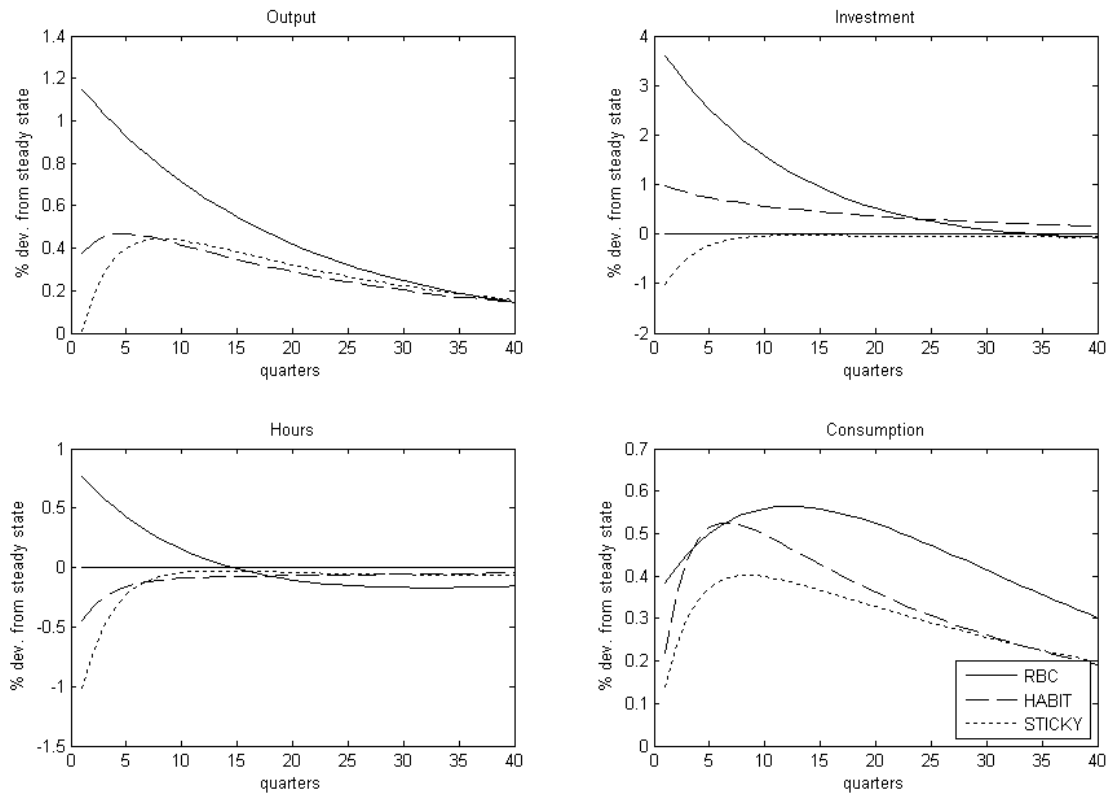 Output
% dev. from steady state
1.4
1.2
1
0.8
0.6
0.4
0.2
0
0 5 10 15 20 25 30 35 40
quarters
Investment
% dev. from steady state
4
3
2
1
0
-1
-2
0 5 10 15 20 25 30 35 40
quarters
Hours
% dev. from steady state
1
0.5
0
-0.5
-1
-1.5
0 5 10 15 20 25 30 35 40
quarters
Consumption
% dev. from steady state
0.7
0.6
0.5
0.4
0.3
0.2
0.1
0
RBC
HABIT
STICKY
0 5 10 15 20 25 30 35 40
quarters